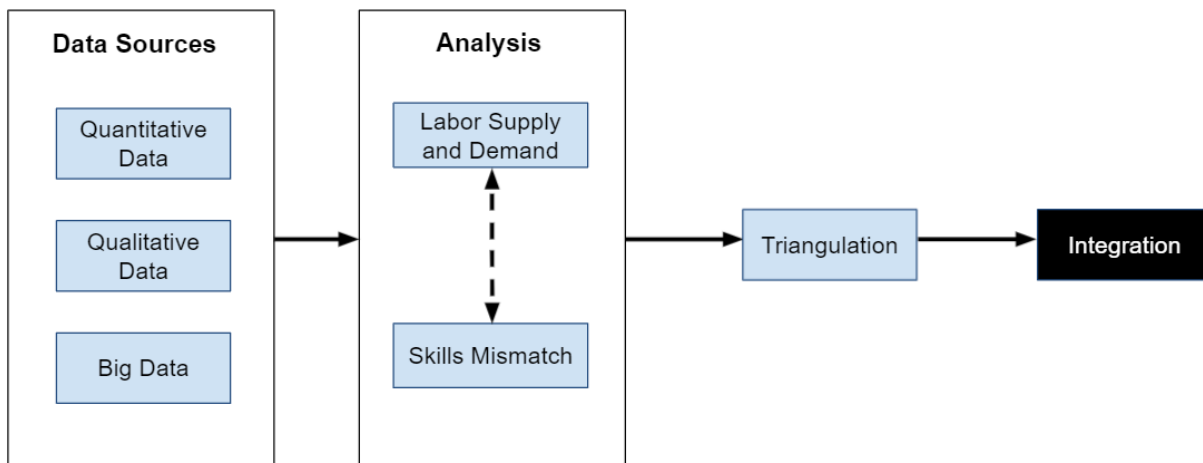 Data Sources
Quantitative
Data
Qualitative
Data
Big Data
Analysis
Labor Supply
and Demand
Skills Mismatch
Triangulation
Integration